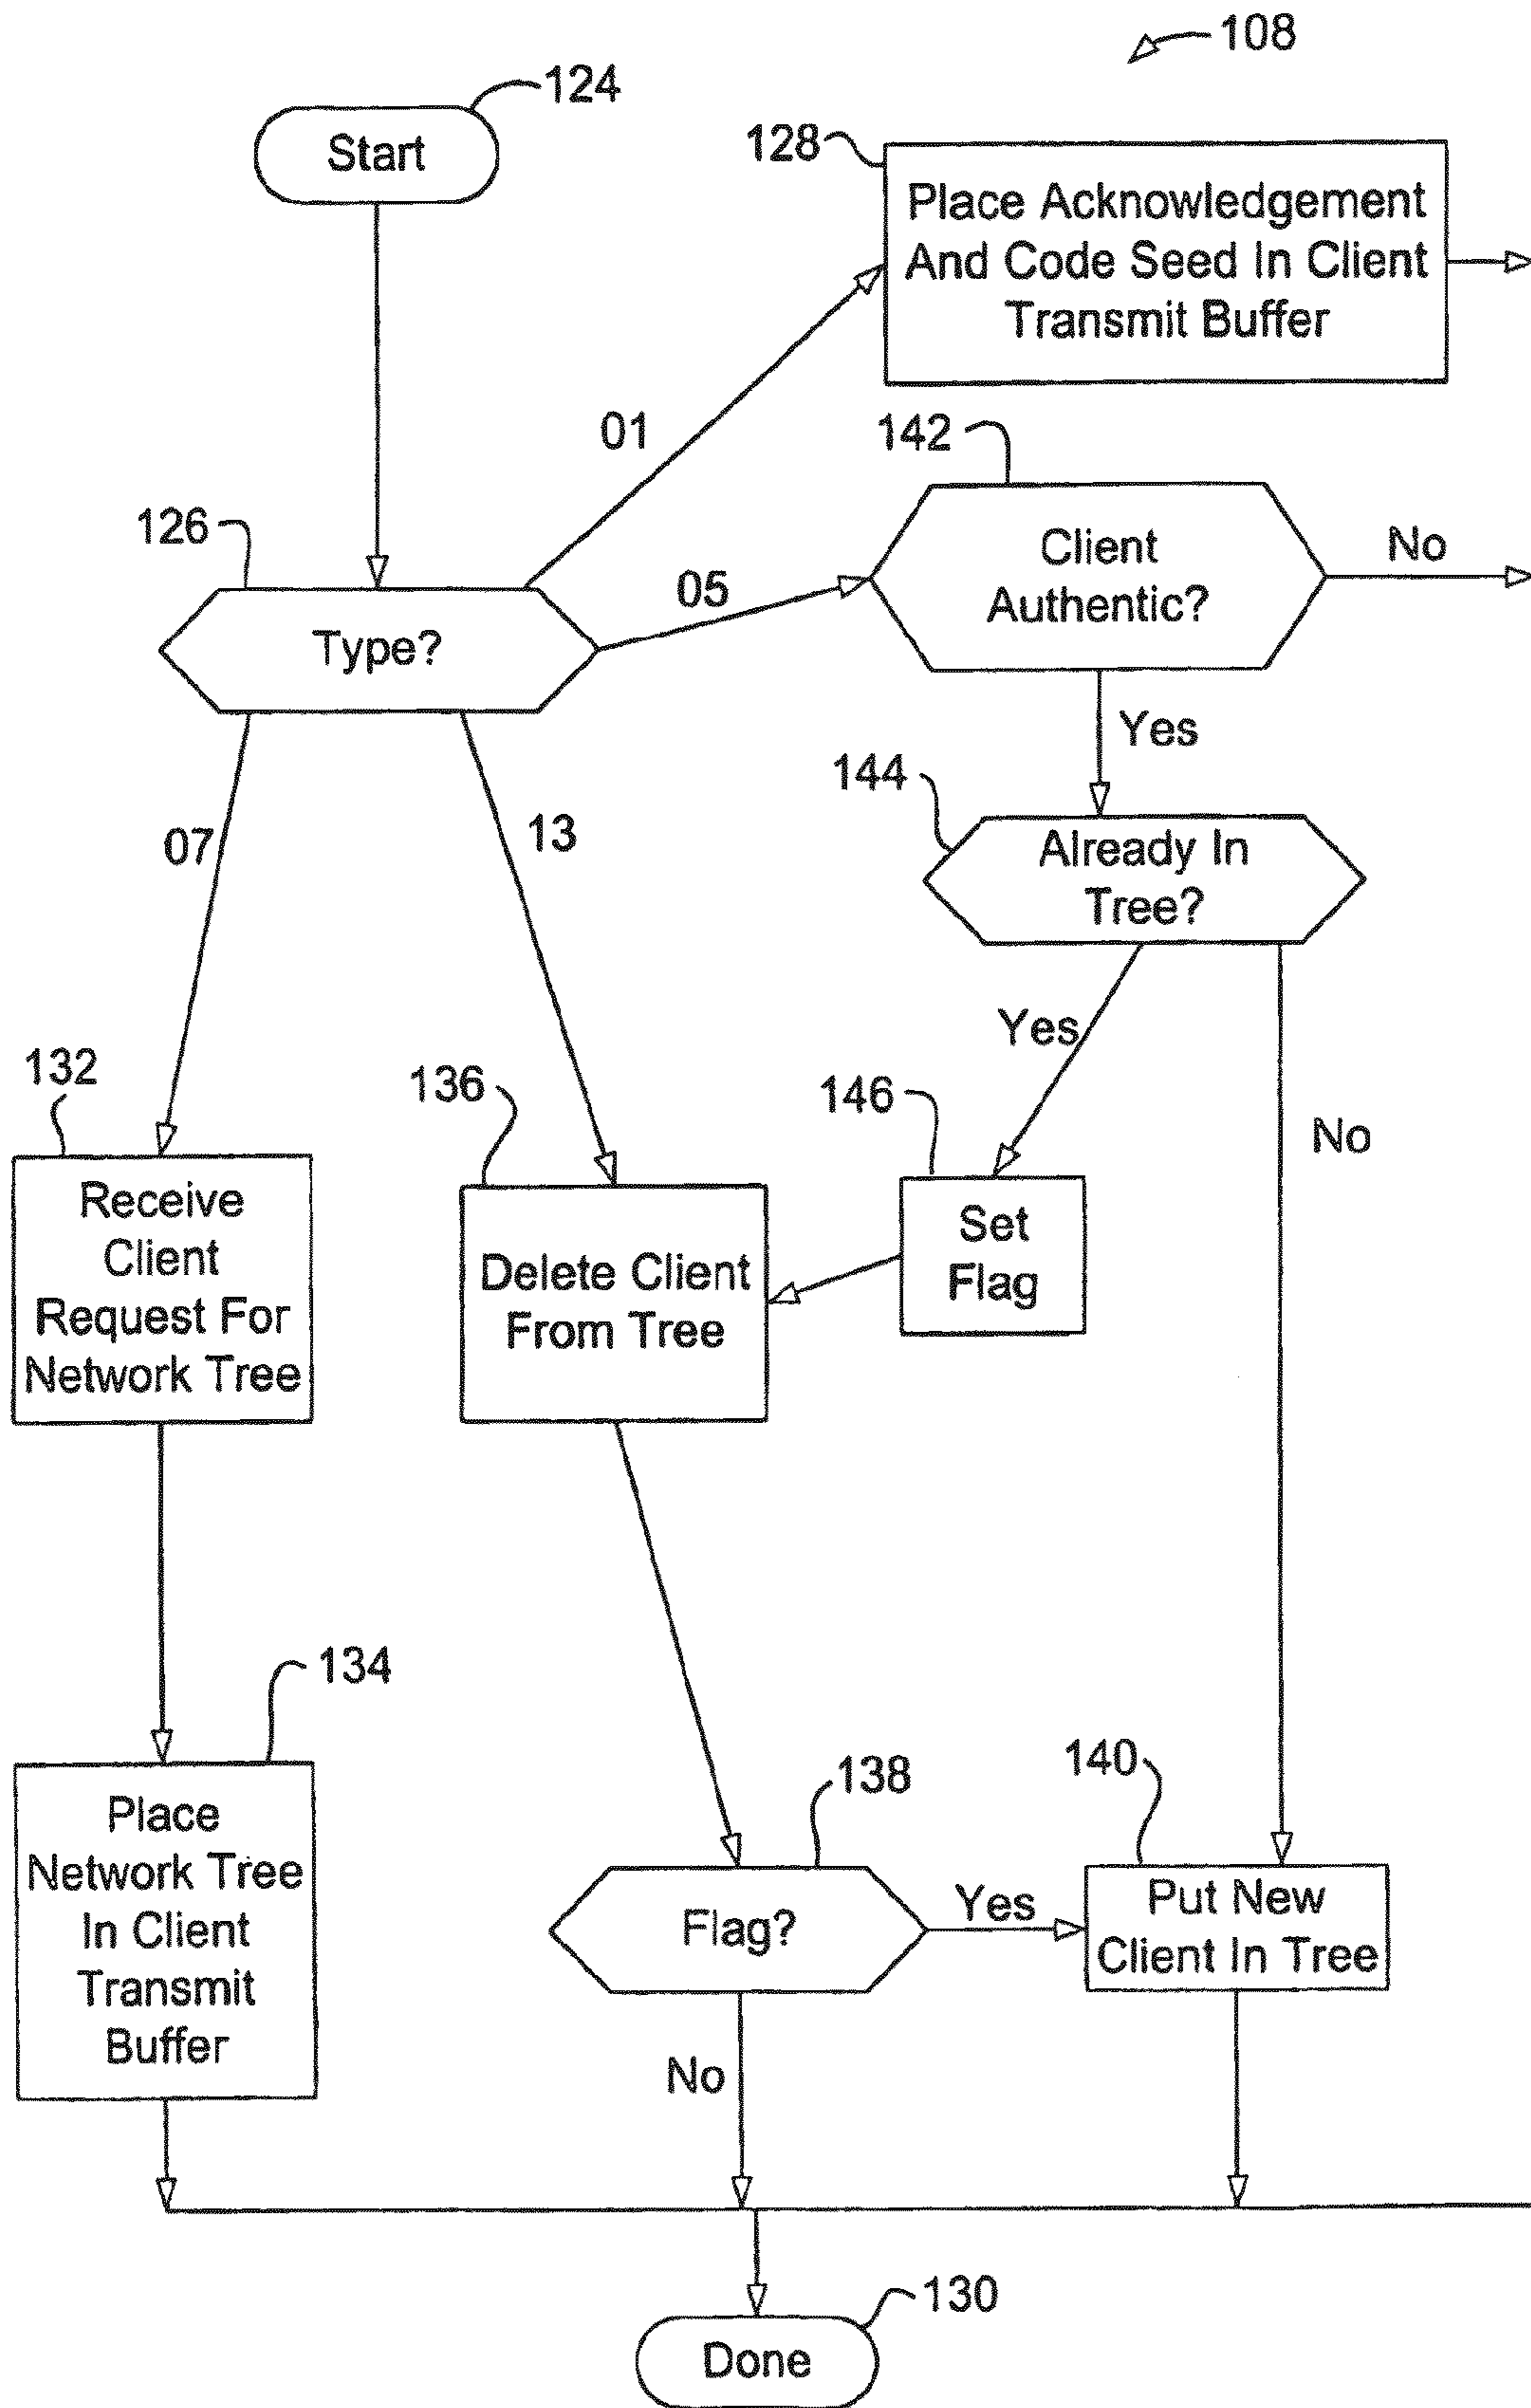 108
124
Start
128
Place Acknowledgement
And Code Seed In Client
Transmit Buffer
01
142
126
Client
Authentic?
No
05
Type?
Yes
144
Already In
Tree?
07
13
Yes
No
132
136
146
Receive
Client
Request For
Network Tree
Delete Client
From Tree
Set
Flag
134
138
140
Place
Network Tree
In Client
Transmit
Buffer
Flag?
Yes
Put New
Client In Tree
No
130
Done